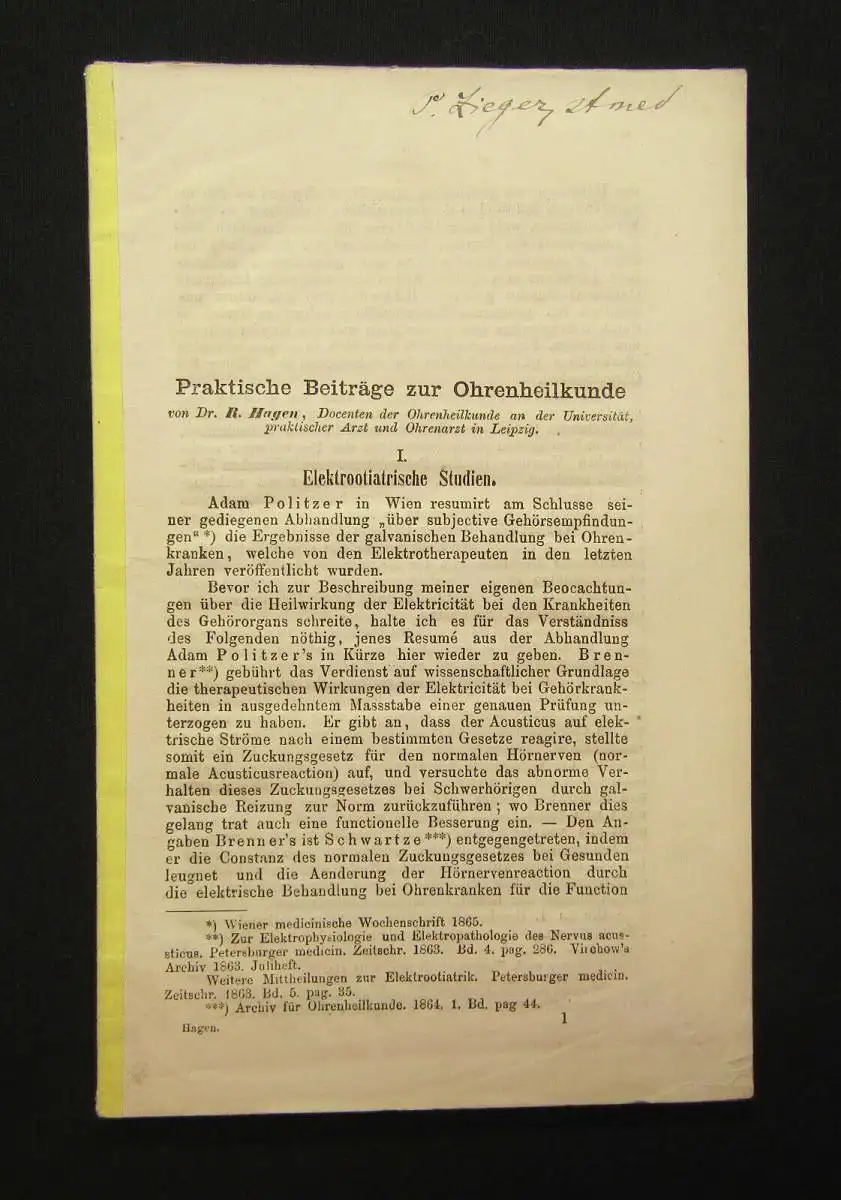 P. Zieger, st med
Praktische Beiträge zur Ohrenheilkunde
von Dr. R. Hagen, Docenten der Ohrenheilkunde an der Universität,
praktischer Arzt und Ohrenarzt in Leipzig.
I.
Elektrootiatrische Studien.
Adam Politzer in Wien resumirt am Schlusse sei-
ner gediegenen Abhandlung „über subjective Gehörsempfindun-
gen“ *) die Ergebnisse der galvanischen Behandlung bei Ohren-
kranken, welche von den Elektrotherapeuten in den letzten
Jahren veröffentlicht wurden.
Bevor ich zur Beschreibung meiner eigenen Beocachtun-
gen über die Heilwirkung der Elektricität bei den Krankheiten
des Gehörorgans schreite, halte ich es für das Verständniss
des Folgenden nöthig, jenes Resumé aus der Abhandlung
Adam Politzer's in Kürze hier wieder zu geben. Bren-
ner**) gebührt das Verdienst auf wissenschaftlicher Grundlage
die therapeutischen Wirkungen der Elektricität bei Gehörkrank-
heiten in ausgedehntem Massstabe einer genauen Prüfung un-
terzogen zu haben. Er gibt an, dass der Acusticus auf elek-
trische Ströme nach einem bestimmten Gesetze reagire, stellte
somit ein Zuckungsgesetz für den normalen Hörnerven (nor-
male Acusticusreaction) auf, und versuchte das abnorme Ver-
halten dieses Zuckungsgesetzes bei Schwerhörigen durch gal-
vanische Reizung zur Norm zurückzuführen; wo Brenner dies
gelang trat auch eine functionelle Besserung ein. — Den An-
gaben Brenner's ist Schwartze***) entgegengetreten, indem
er die Constanz des normalen Zuckungsgesetzes bei Gesunden
leugnet und die Aenderung der Hörnervenreaction durch
die elektrische Behandlung bei Ohrenkranken für die Function
*) Wiener medicinische Wochenschrift 1865.
**) Zur Elektrophysiologie und Elektropathologie des Nervus acus-
sticus. Petersburger medicin. Zeitschr. 1863. Bd. 4. pag. 286. Virchow's
Archiv 1863. Juliheft.
Weitere Mittheilungen zur Elektrootiatrik. Petersburger medicin.
Zeitschr. 1863. Bd. 5. pag. 35.
***) Archiv für Ohrenheilkunde. 1864. 1. Bd. pag 44.
Hagen.
1